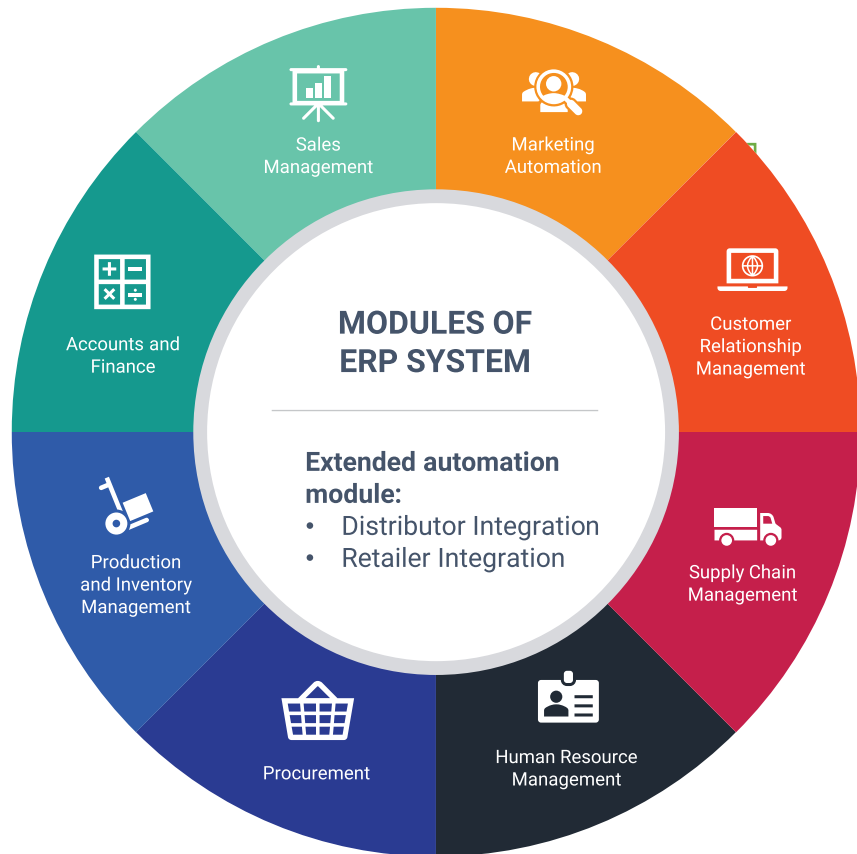 Sales
Management
Marketing
Automation
Customer
Relationship
Management
Supply Chain
Management
Human Resource
Management
Procurement
Production
and Inventory
Management
Accounts and
Finance
MODULES OF
ERP SYSTEM
Extended automation
module:
• Distributor Integration
• Retailer Integration